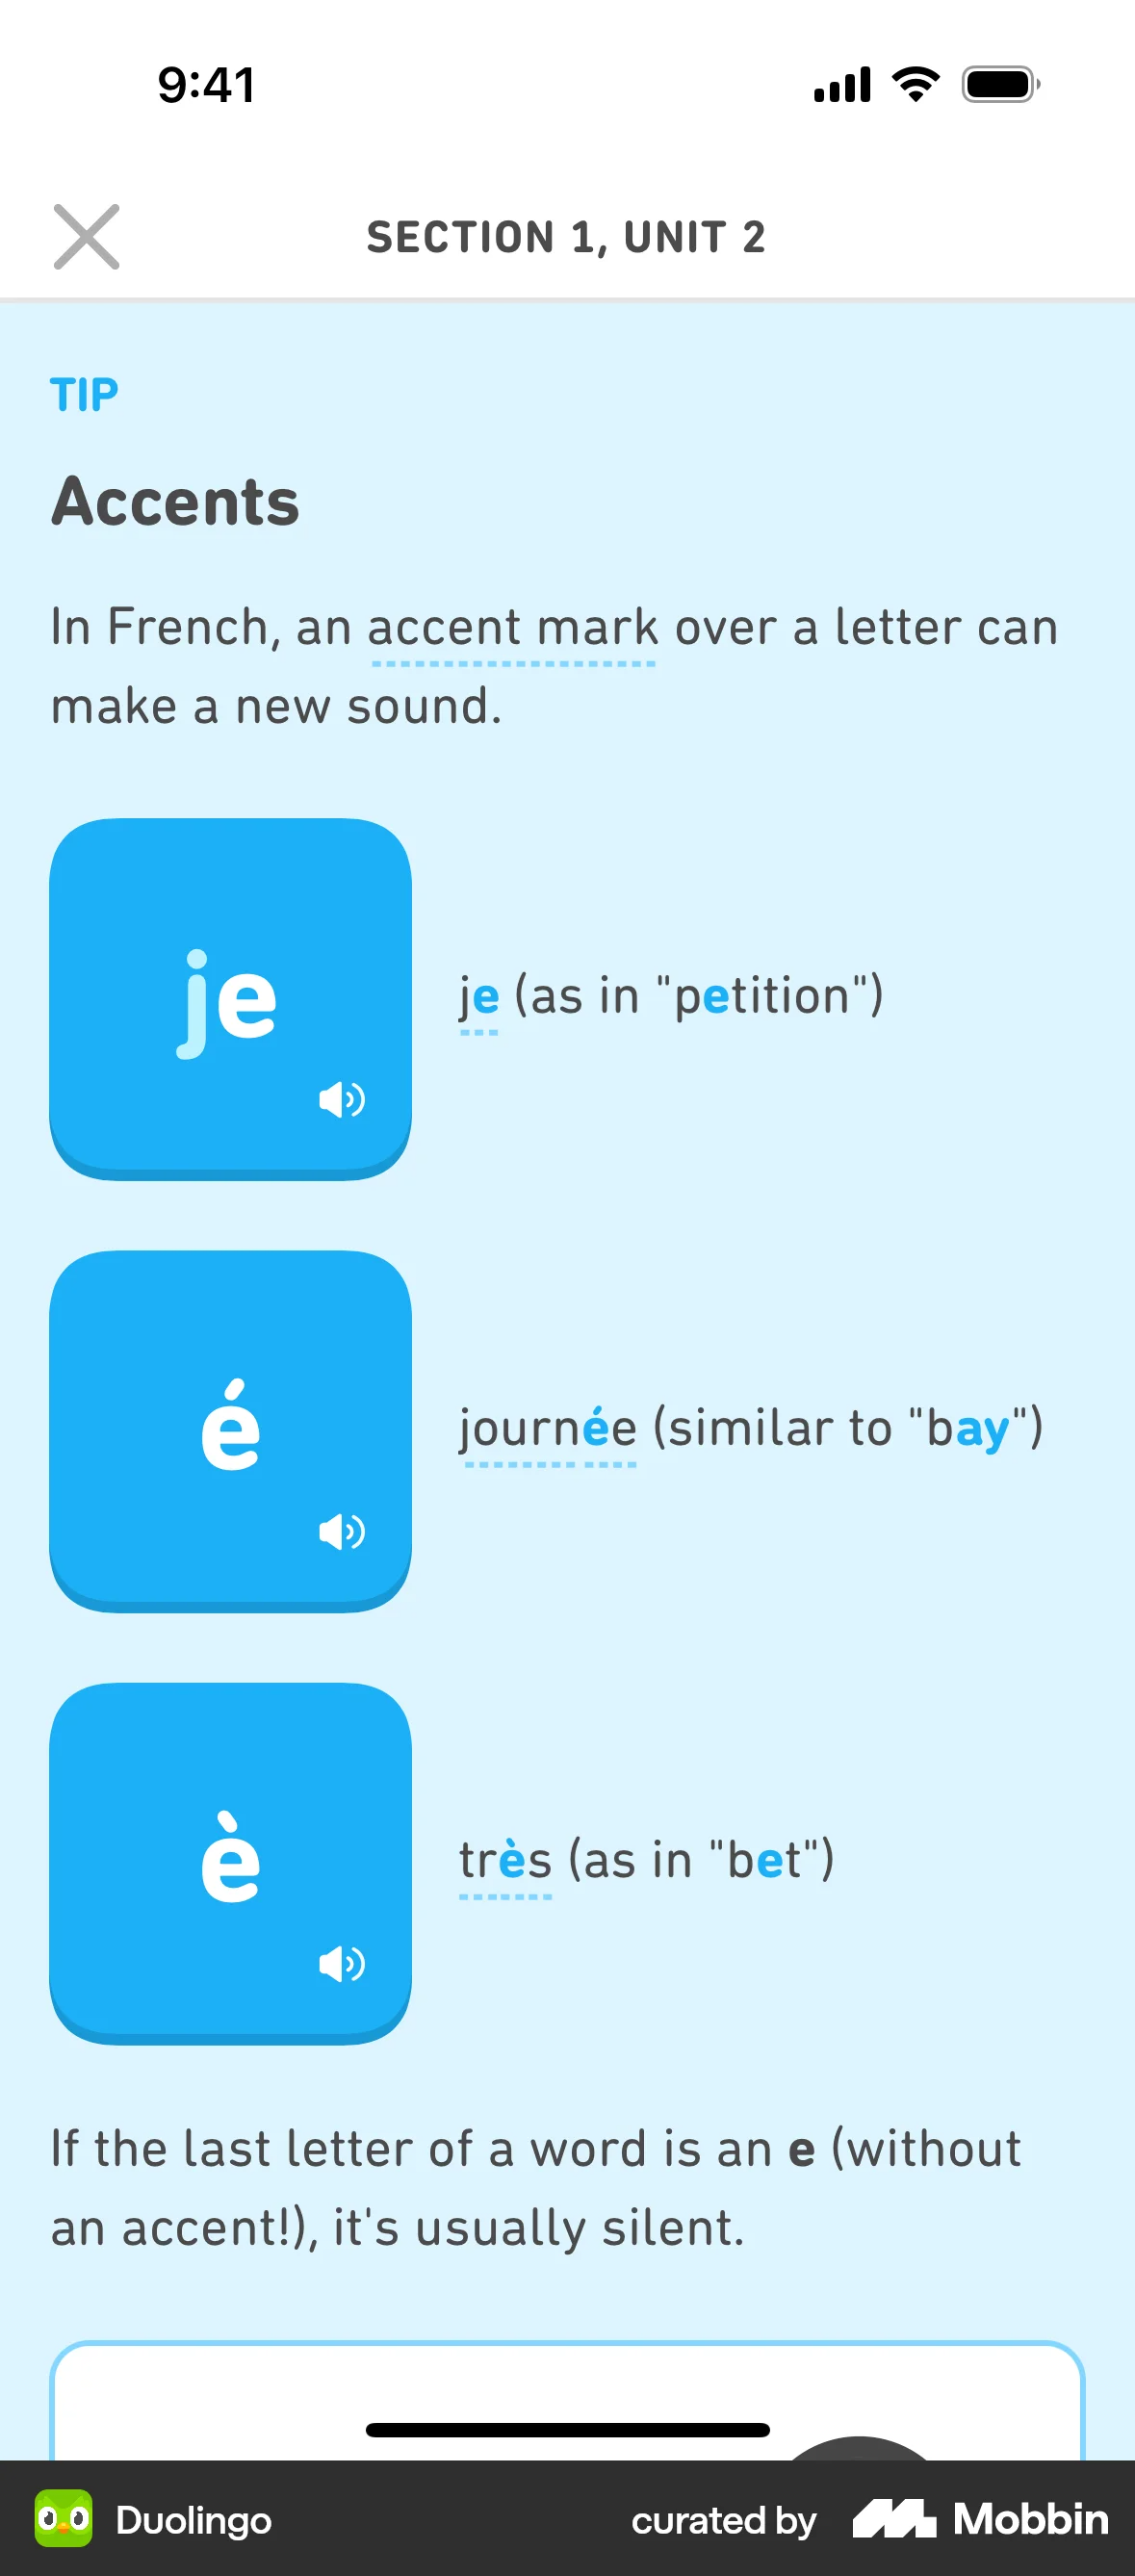 9:41
SECTION 1, UNIT 2
TIP
Accents
In French, an accent mark over a letter can
make a new sound.
je
je (as in "petition")
é
journée (similar to "bay")
è
très (as in "bet")
If the last letter of a word is an e (without
an accent!), it's usually silent.
Duolingo
curated by Mobbin